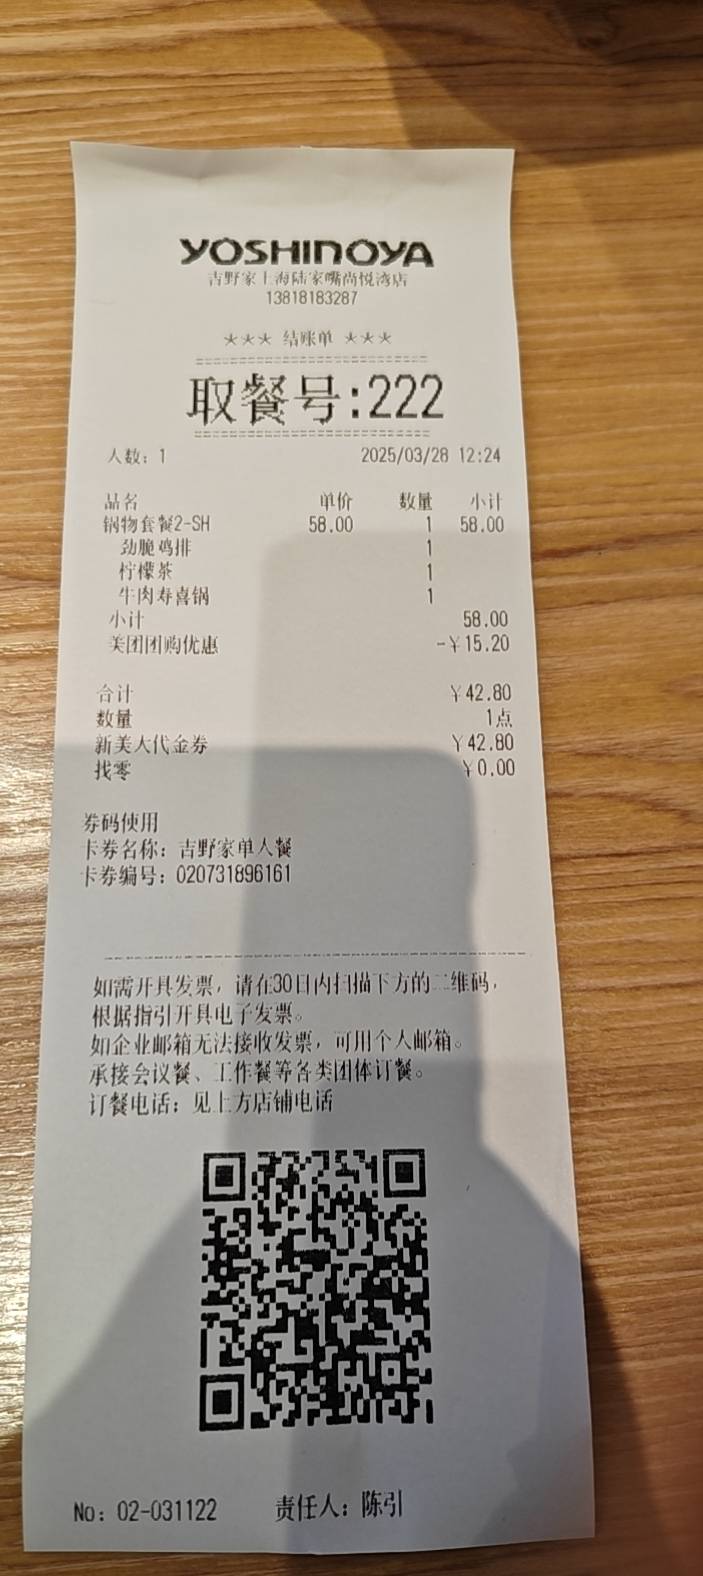 YOSHINOYA
吉野家上海陆家嘴尚悦湾店
13818183287
*** 结账单 ***
取餐号:222
人数: 1 2025/03/28 12:24
品名 单价 数量 小计
锅物套餐2-SH 58.00 1 58.00
劲脆鸡排 1
柠檬茶 1
牛肉寿喜锅 1
小计 58.00
美团团购优惠 -¥15.20
合计 ¥42.80
数量 1点
新美大代金券 ¥42.80
找零 ¥0.00
券码使用
卡券名称: 吉野家单人餐
卡券编号: 020731896161
如需开具发票，请在30日内扫描下方的二维码，
根据指引开具电子发票。
如企业邮箱无法接收发票，可用个人邮箱。
承接会议餐、工作餐等各类团体订餐。
订餐电话: 见上方店铺电话
No: 02-031122 责任人: 陈引